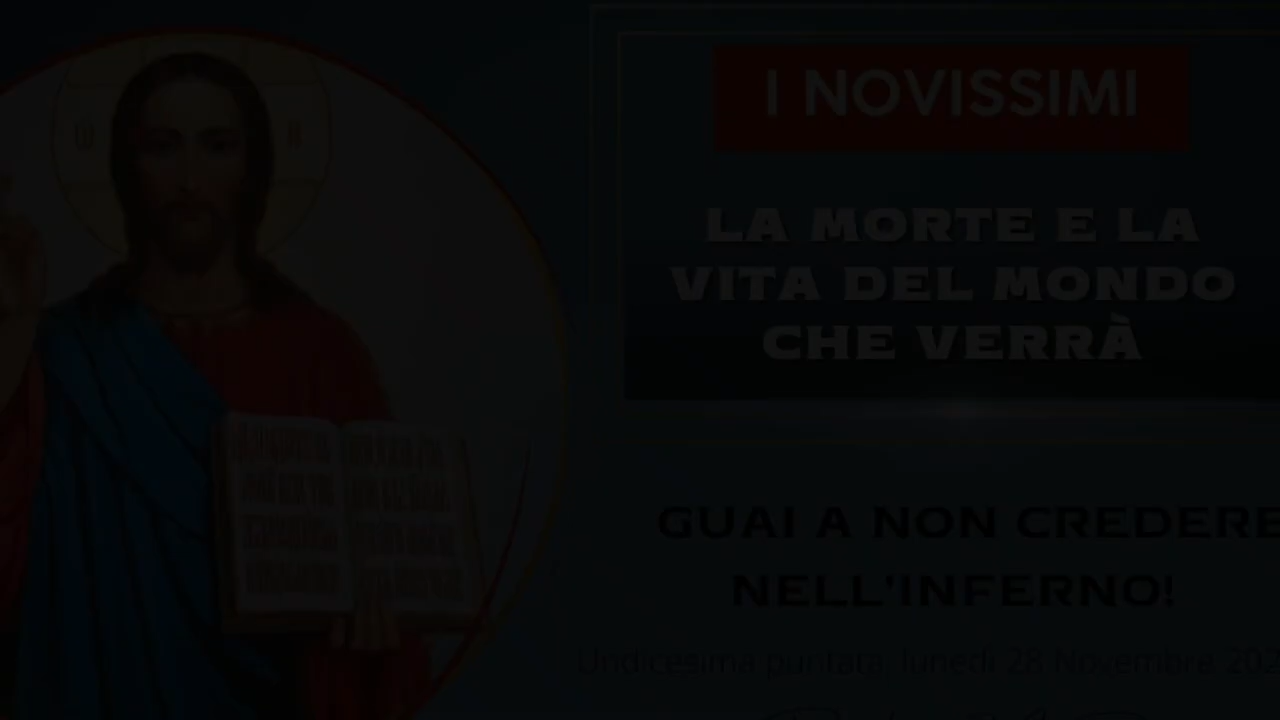 I NOVISSIMI
LA MORTE E LA
VITA DEL MONDO
CHE VERRÀ
GUAI A NON CREDERE
NELL'INFERNO!
Undicesima puntata, lunedì 28 Novembre 202